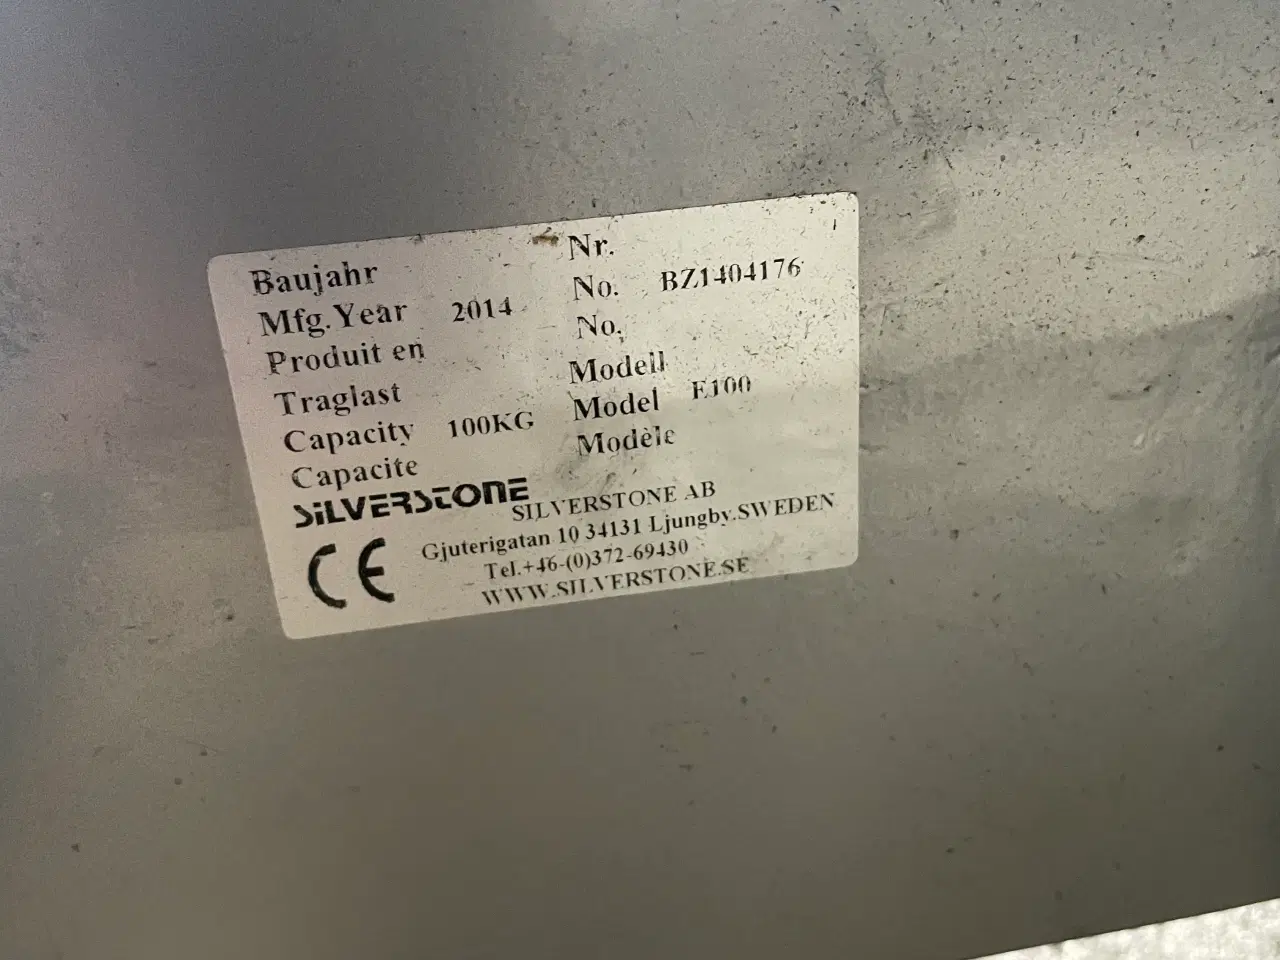 Baujahr
Mfg.Year 2014
Produit en
Nr.
No. BZ1404176
No.
Traglast
Capacity 100KG
Capacite
Modell
Model E100
Modèle
SILVERSTONE
SILVERSTONE AB
Gjuterigatan 10 34131 Ljungby.SWEDEN
Tel.+46-(0)372-69430
WWW.SILVERSTONE.SE
CE